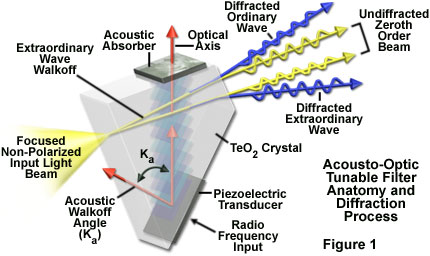 Acoustic
Absorber
Optical
Axis
Diffracted
Ordinary
Wave
Undiffracted
Zeroth
Order
Beam
Extraordinary
Wave
Walkoff
Diffracted
Extraordinary
Wave
Focused
Non-Polarized
Input Light
Beam
Ka
TeO2 Crystal
Acoustic
Walkoff
Angle
(Ka)
Piezoelectric
Transducer
Radio
Frequency
Input
Acousto-Optic
Tunable Filter
Anatomy and
Diffraction
Process
Figure 1